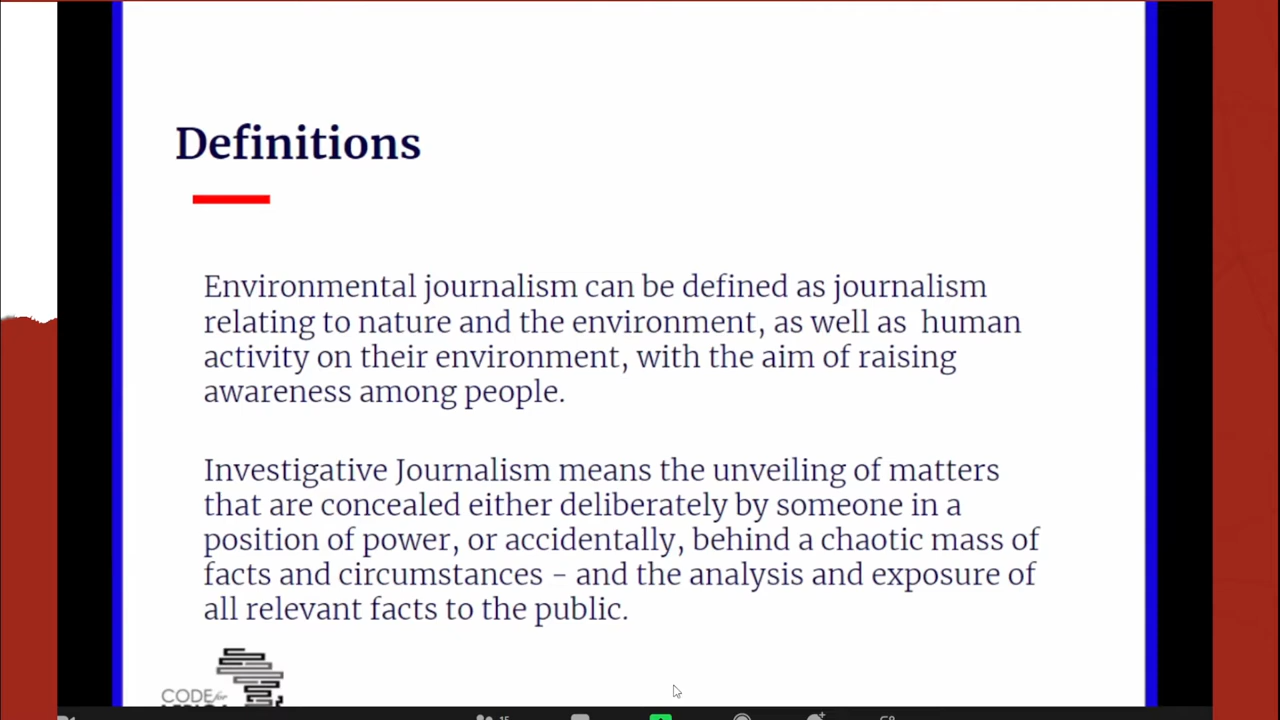 Definitions
Environmental journalism can be defined as journalism
relating to nature and the environment, as well as  human
activity on their environment, with the aim of raising
awareness among people.
Investigative Journalism means the unveiling of matters
that are concealed either deliberately by someone in a
position of power, or accidentally, behind a chaotic mass of
facts and circumstances - and the analysis and exposure of
all relevant facts to the public.
CODE for